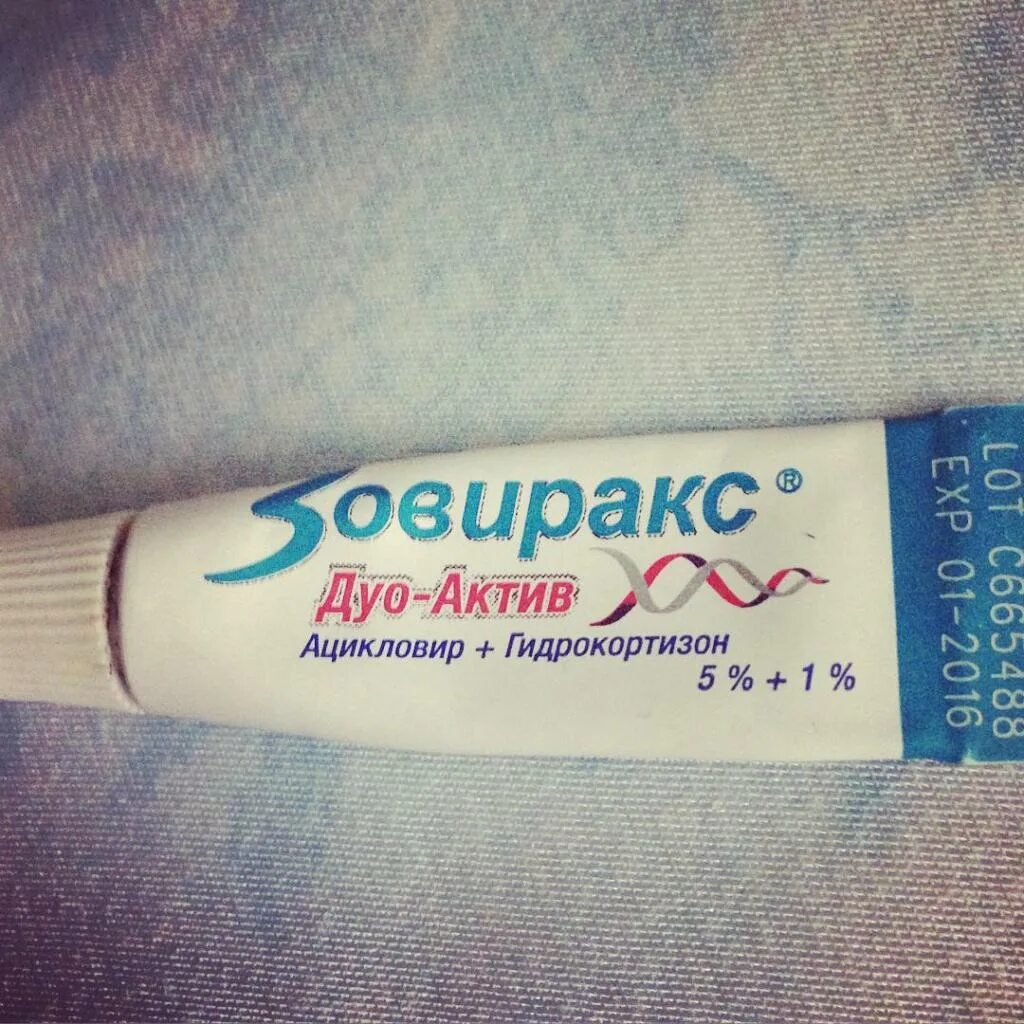 Зовиракс®
Дуо-Актив
Ацикловир + Гидрокортизон
5 % + 1 %
LOT C665488
EXP 01-2016